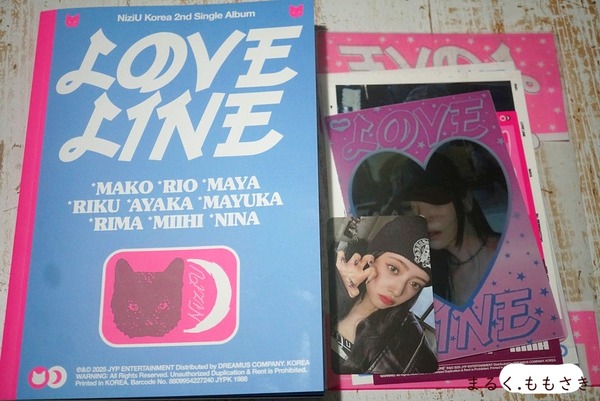 NiziU Korea 2nd Single Album
LOVE
LINE
*MAKO *RIO *MAYA
*RIKU *AYAKA *MAYUKA
*RIMA *MIIHI *NINA
NiziU
℗&© 2025 JYP ENTERTAINMENT Distributed by DREAMUS COMPANY. KOREA
WARNING: All Rights Reserved. Unauthorized Duplication & Rent is Prohibited.
Printed in KOREA. Barcode No. 8809954227240 JYPK 1988
LOVE
LINE
まるく.ももさき